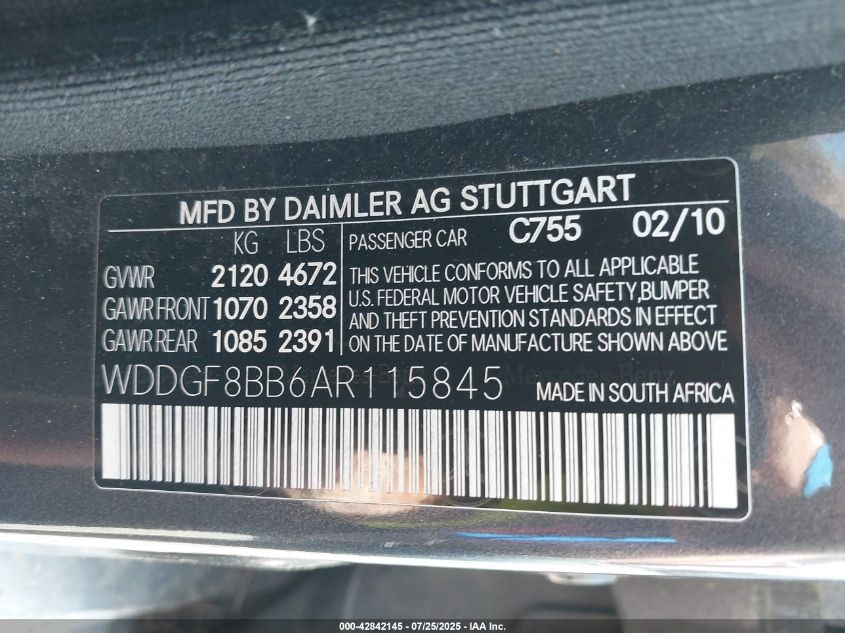 MFD BY DAIMLER AG STUTTGART
KG LBS
GVWR 2120 4672
GAWR FRONT 1070 2358
GAWR REAR 1085 2391
PASSENGER CAR C755 02/10
THIS VEHICLE CONFORMS TO ALL APPLICABLE
U.S. FEDERAL MOTOR VEHICLE SAFETY,BUMPER
AND THEFT PREVENTION STANDARDS IN EFFECT
ON THE DATE OF MANUFACTURE SHOWN ABOVE
WDDGF8BB6AR115845 MADE IN SOUTH AFRICA
000-42842145 - 07/25/2025 - IAA Inc.